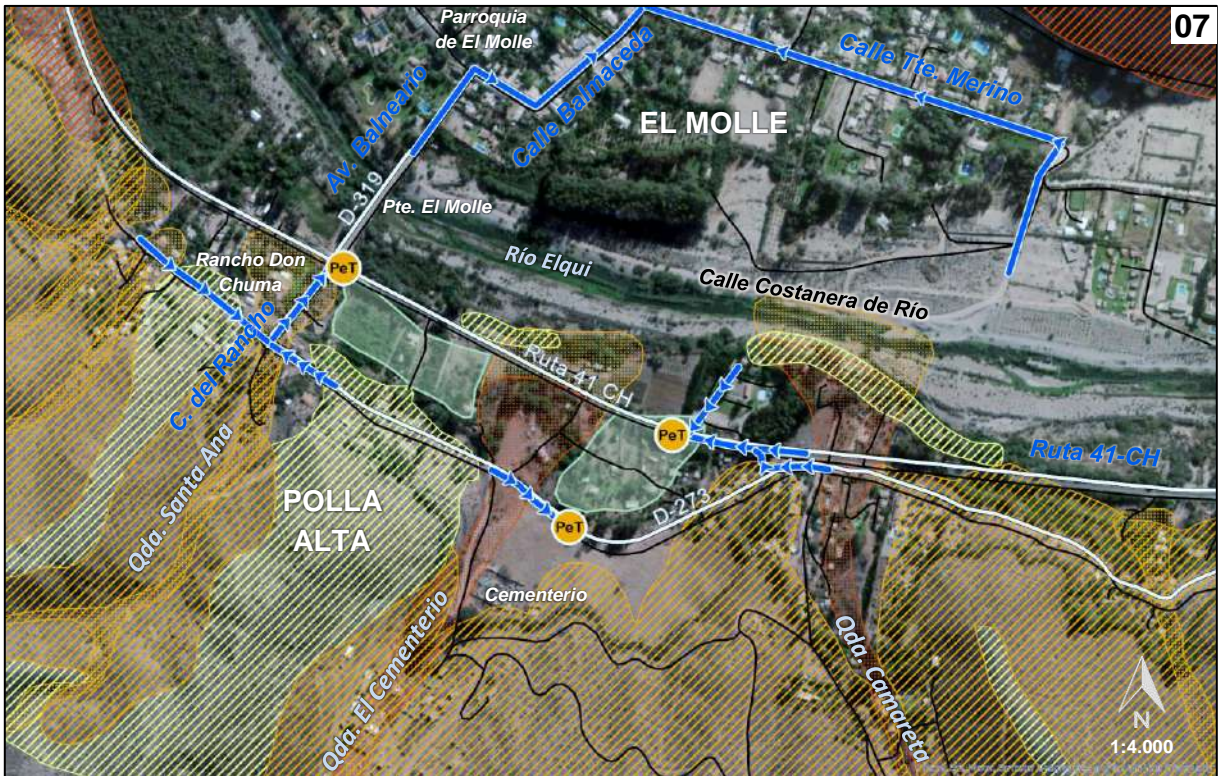 07
Parroquia
de El Molle
Calle Tte. Merino
Calle Balmaceda
EL MOLLE
Av. Balneario
D-319
Pte. El Molle
Río Elqui
Rancho Don
Chuma
PeT
Calle Costanera de Río
C. del Rancho
Ruta 41 CH
PeT
Ruta 41-CH
Qda. Santa Ana
POLLA
ALTA
D-273
PeT
Cementerio
Qda. El Cementerio
Qda. Camareta
N
1:4.000